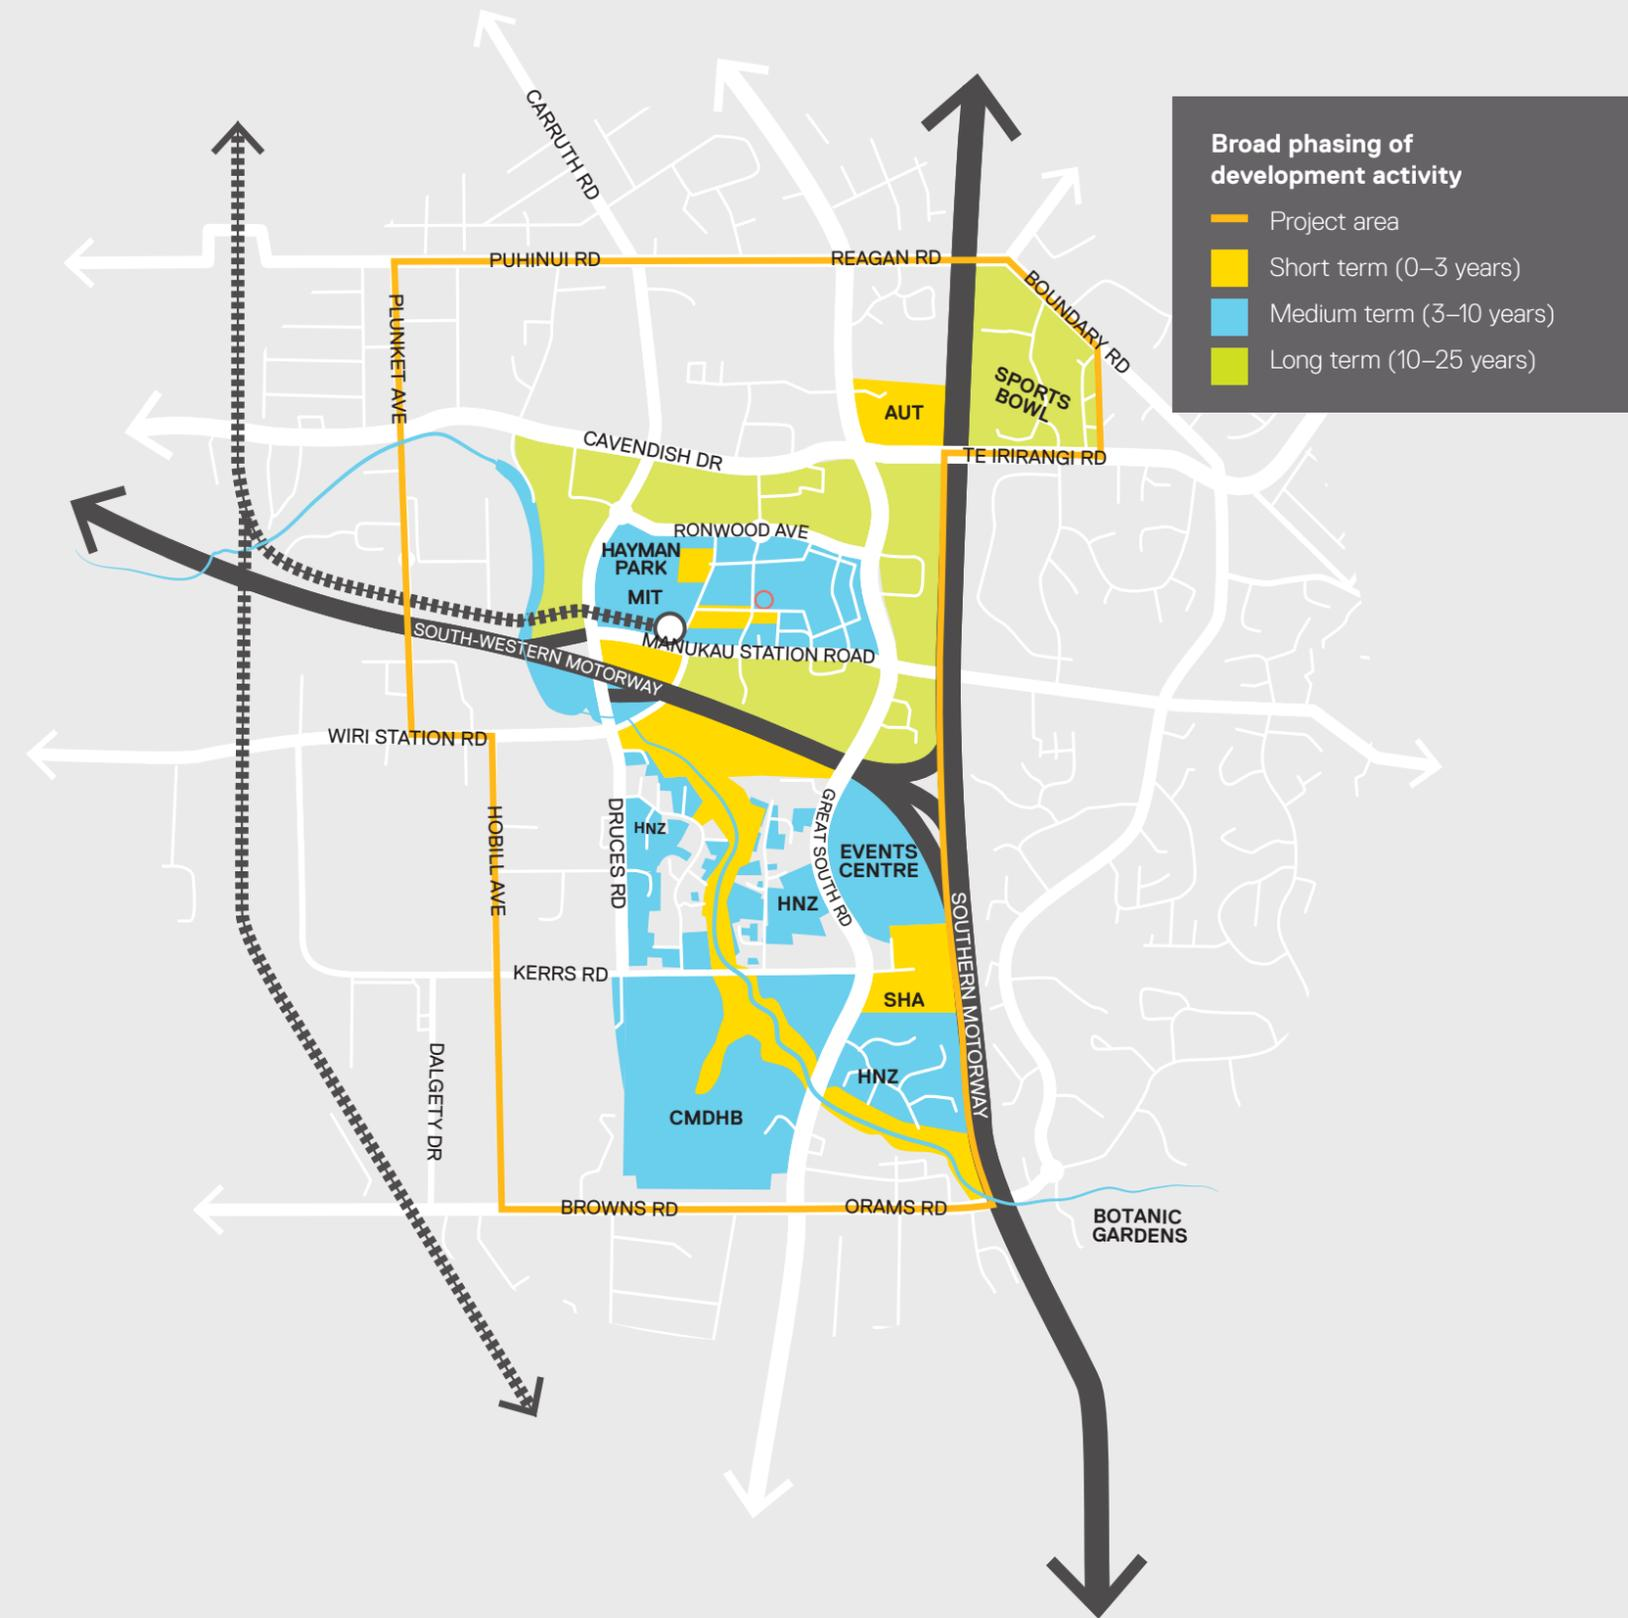 CARRUTH RD
Broad phasing of
development activity
Project area
Short term (0–3 years)
Medium term (3–10 years)
Long term (10–25 years)
PUHINUI RD
REAGAN RD
BOUNDARY RD
PLUNKET AVE
SPORTS
BOWL
AUT
CAVENDISH DR
TE IRIRANGI RD
RONWOOD AVE
HAYMAN
PARK
MIT
MANUKAU STATION ROAD
SOUTH-WESTERN MOTORWAY
WIRI STATION RD
HOBILL AVE
DRUCES RD
HNZ
GREAT SOUTH RD
EVENTS
CENTRE
HNZ
SOUTHERN MOTORWAY
KERRS RD
SHA
DALGETY DR
HNZ
CMDHB
BROWNS RD
ORAMS RD
BOTANIC
GARDENS